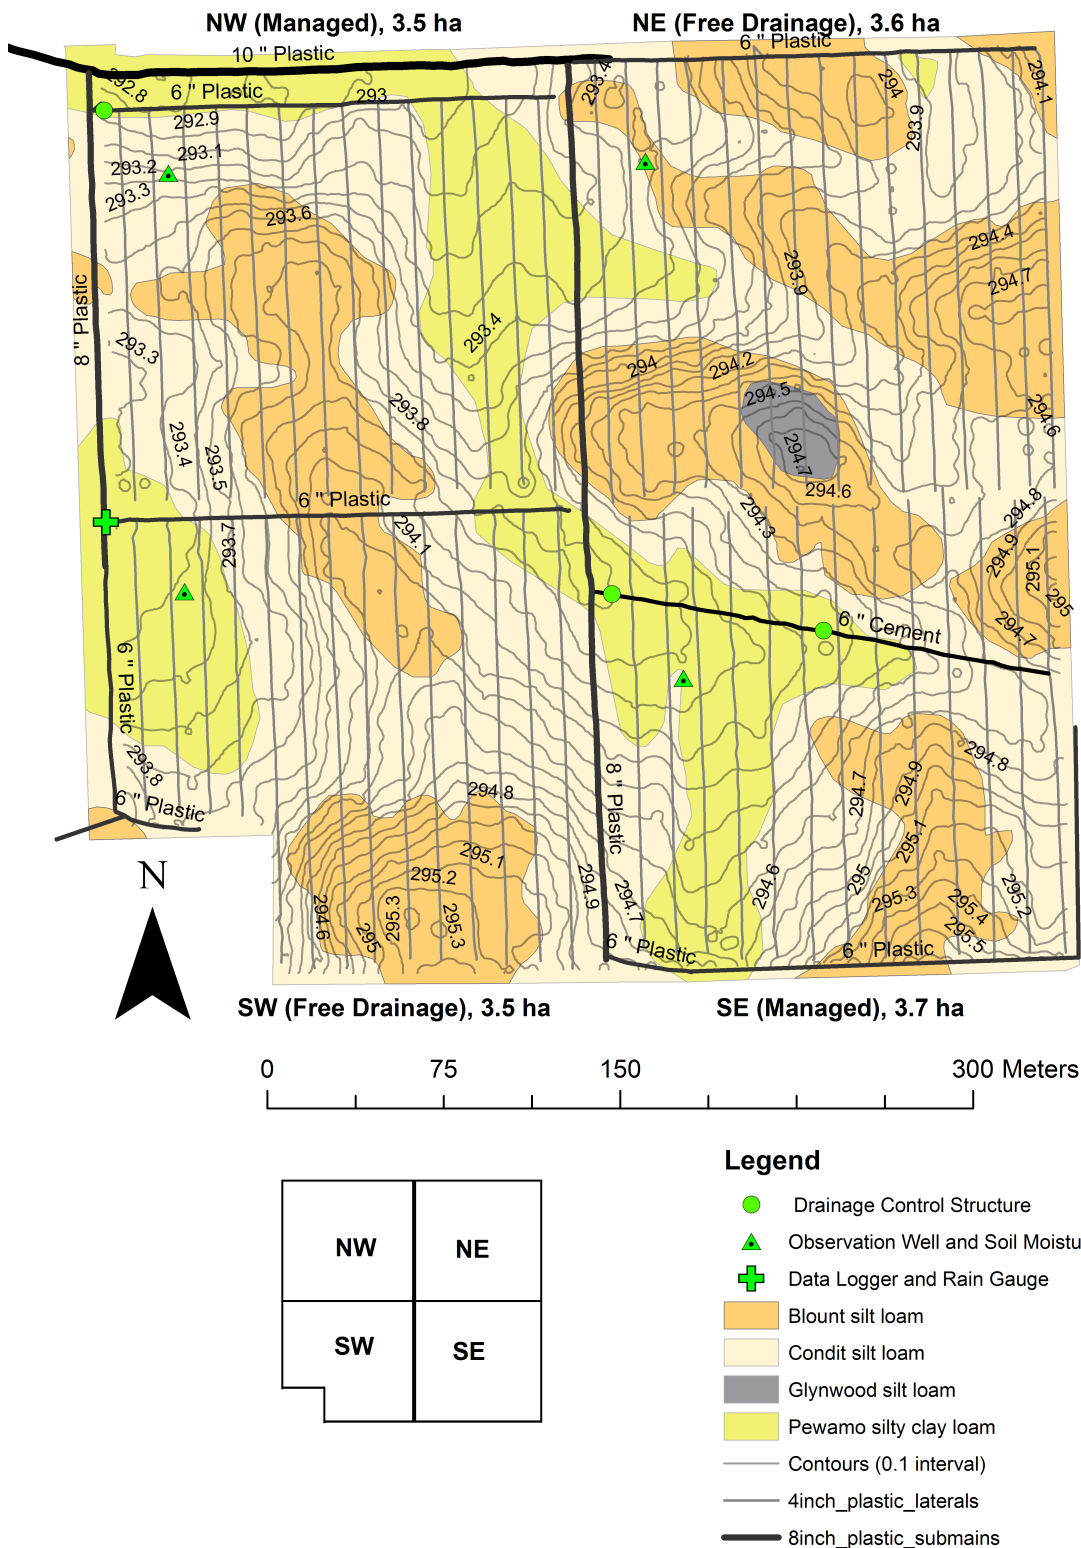 NW (Managed), 3.5 ha
NE (Free Drainage), 3.6 ha
10 " Plastic
6 " Plastic
292.8
6 " Plastic
293
293.4
294
294.1
292.9
293.9
293.1
293.2
293.3
293.6
294.4
293.9
294.7
8 " Plastic
293.3
293.4
294
294.2
294.5
293.8
294.6
293.4
293.5
294.7
6 " Plastic
294.6
294.3
294.8
293.7
294.1
294.9
295.1
295
6 " Cement
294.7
6 " Plastic
293.8
294.8
294.8
6 " Plastic
8 " Plastic
294.7
294.9
295.1
295.1
295.2
294.9
294.7
294.6
295
295.3
295.4
295.2
294.6
295
295.3
295.3
295.5
6 " Plastic
6 " Plastic
N
SW (Free Drainage), 3.5 ha
SE (Managed), 3.7 ha
0 75 150 300 Meters
NW
NE
SW
SE
Legend
Drainage Control Structure
Observation Well and Soil Moistu
Data Logger and Rain Gauge
Blount silt loam
Condit silt loam
Glynwood silt loam
Pewamo silty clay loam
Contours (0.1 interval)
4inch_plastic_laterals
8inch_plastic_submains